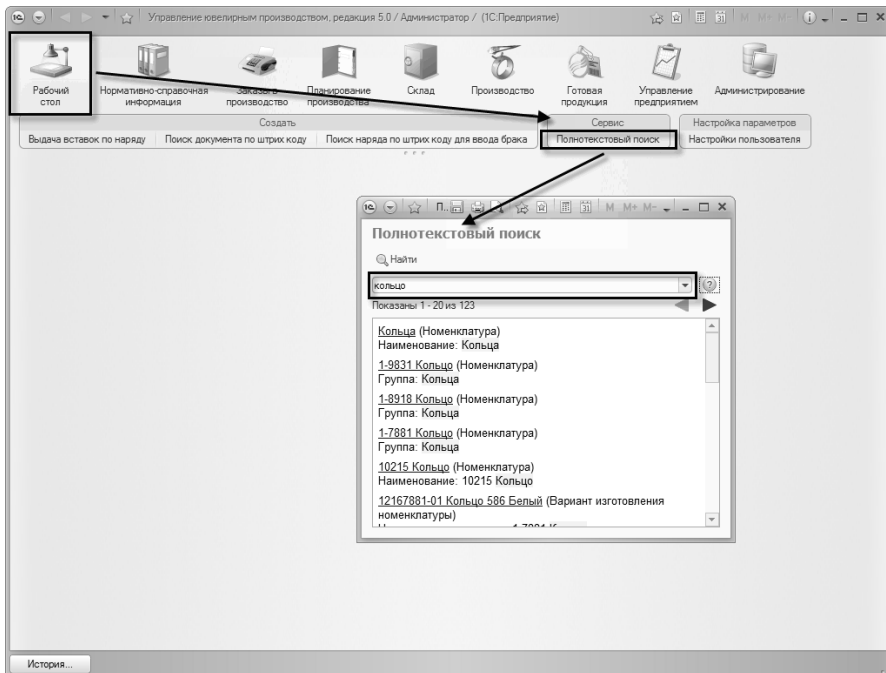 Управление ювелирным производством, редакция 5.0 / Администратор / (1С:Предприятие)
M M+ M-
Рабочий стол
Нормативно-справочная информация
Заказы в производство
Планирование производства
Склад
Производство
Готовая продукция
Управление предприятием
Администрирование
Создать
Сервис
Настройка параметров
Выдача вставок по наряду
Поиск документа по штрих коду
Поиск наряда по штрих коду для ввода брака
Полнотекстовый поиск
Настройки пользователя
П..
M M+ M-
Полнотекстовый поиск
Найти
кольцо
Показаны 1 - 20 из 123
Кольца (Номенклатура)
Наименование: Кольца
1-9831 Кольцо (Номенклатура)
Группа: Кольца
1-8918 Кольцо (Номенклатура)
Группа: Кольца
1-7881 Кольцо (Номенклатура)
Группа: Кольца
10215 Кольцо (Номенклатура)
Наименование: 10215 Кольцо
12167881-01 Кольцо 586 Белый (Вариант изготовления
номенклатуры)
История...